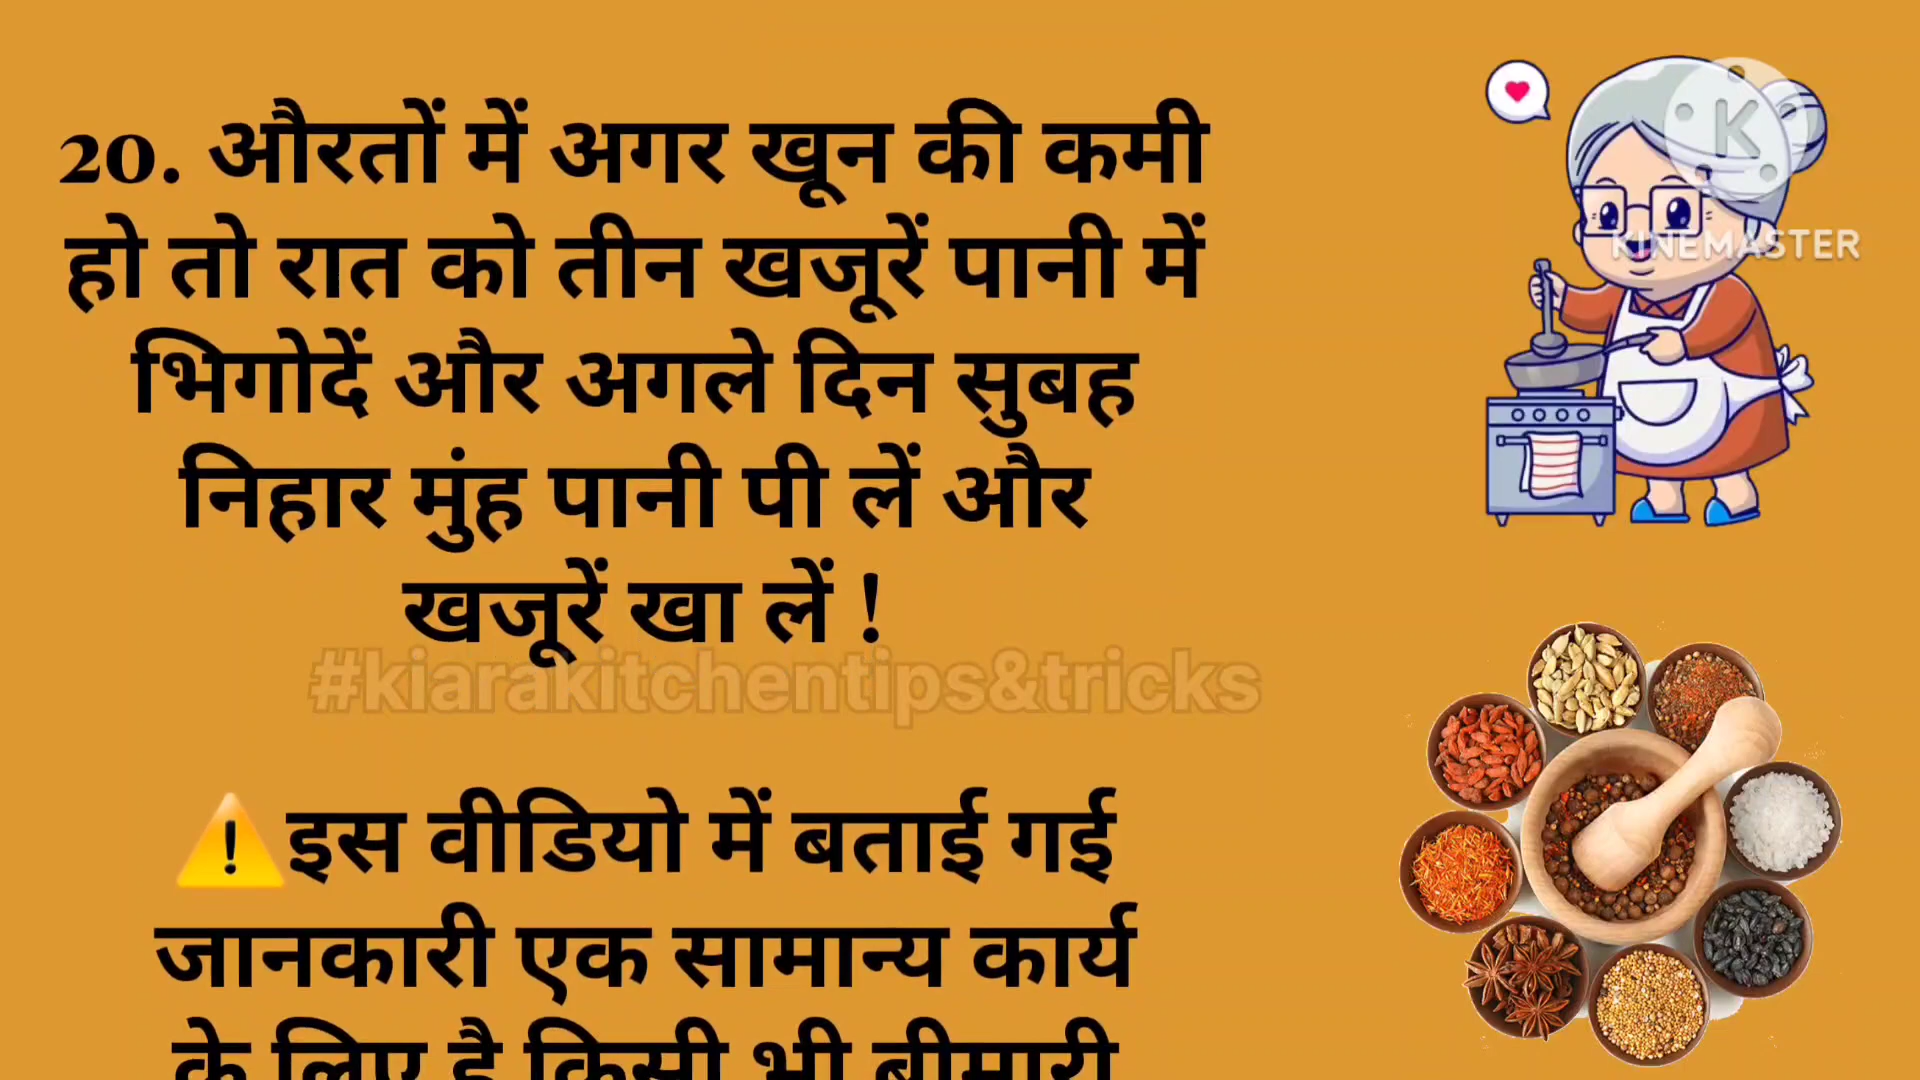 20. औरतों में अगर खून की कमी
हो तो रात को तीन खजूरें पानी में
भिगोदें और अगले दिन सुबह
निहार मुंह पानी पी लें और
खजूरें खा लें !
#kiarakitchentips&tricks
⚠️इस वीडियो में बताई गई
जानकारी एक सामान्य कार्य
के लिए है किसी भी बीमारी
K
KINEMASTER